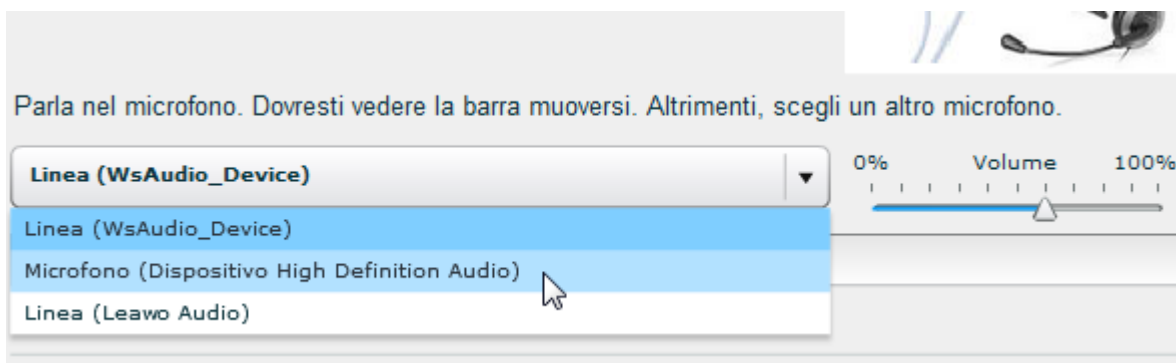 Parla nel microfono. Dovresti vedere la barra muoversi. Altrimenti, scegli un altro microfono.
Linea (WsAudio_Device)
0% Volume 100%
Linea (WsAudio_Device)
Microfono (Dispositivo High Definition Audio)
Linea (Leawo Audio)